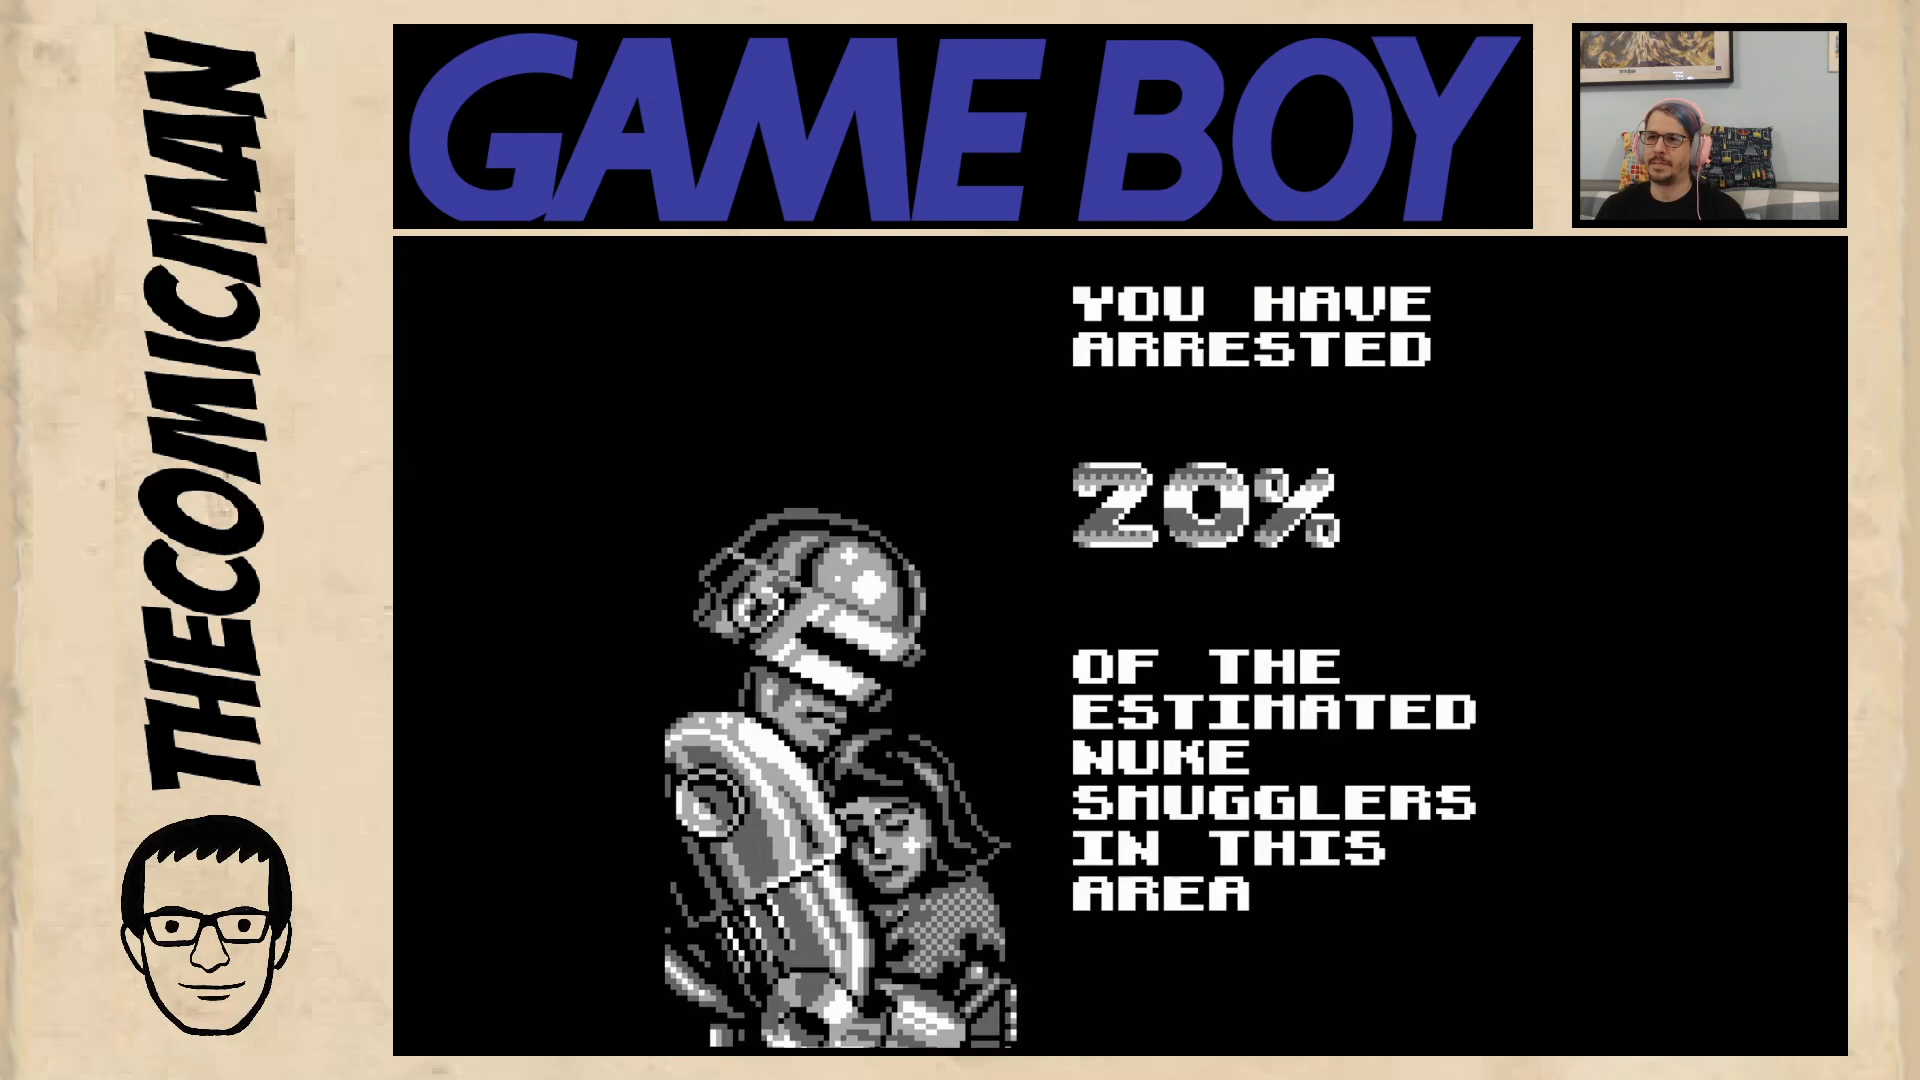 THECOMICMAN
GAME BOY
YOU HAVE
ARRESTED
20%
OF THE
ESTIMATED
NUKE
SMUGGLERS
IN THIS
AREA